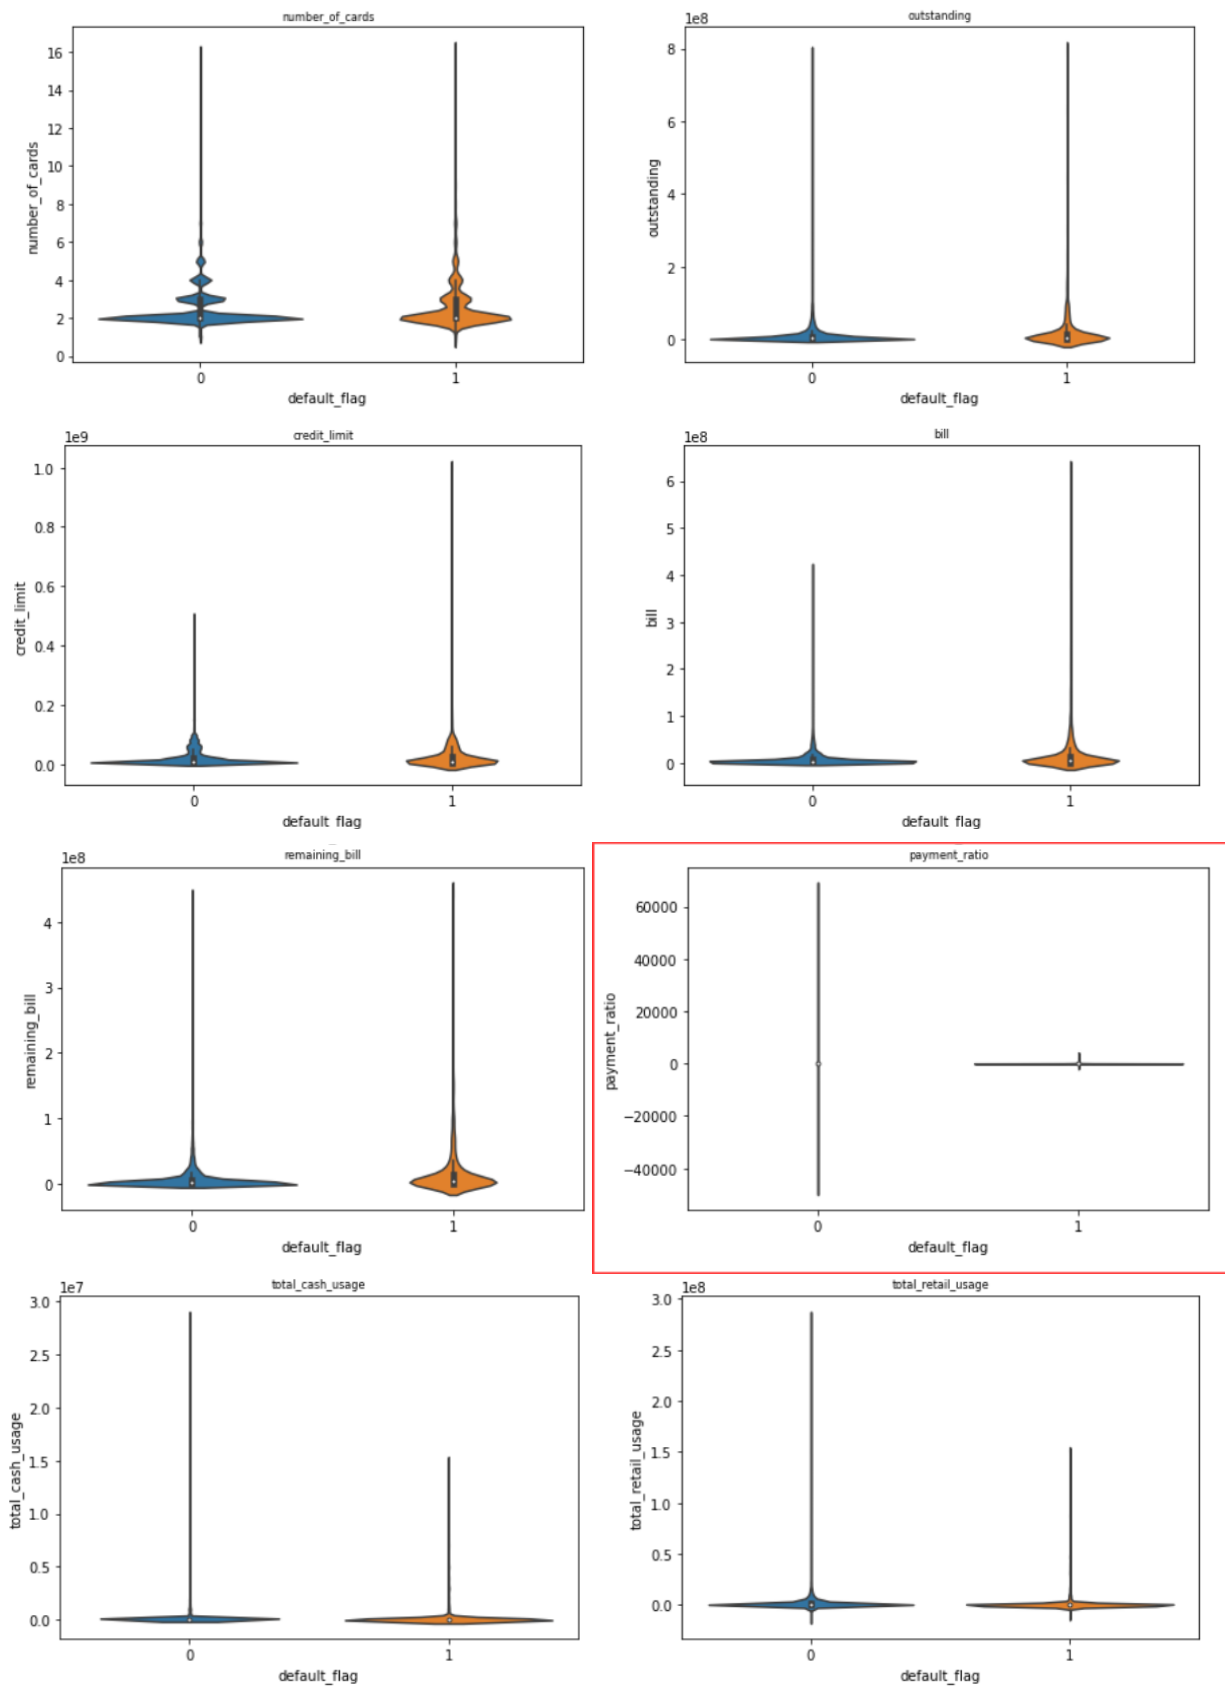 number_of_cards
number_of_cards
16
14
12
10
8
6
4
2
0
0 1
default_flag
outstanding
1e8
outstanding
8
6
4
2
0
0 1
default_flag
credit_limit
1e9
credit_limit
1.0
0.8
0.6
0.4
0.2
0.0
0 1
default_flag
bill
1e8
bill
6
5
4
3
2
1
0
0 1
default_flag
remaining_bill
1e8
remaining_bill
4
3
2
1
0
0 1
default_flag
payment_ratio
payment_ratio
60000
40000
20000
0
−20000
−40000
0 1
default_flag
total_cash_usage
1e7
total_cash_usage
3.0
2.5
2.0
1.5
1.0
0.5
0.0
0 1
default_flag
total_retail_usage
1e8
total_retail_usage
3.0
2.5
2.0
1.5
1.0
0.5
0.0
0 1
default_flag